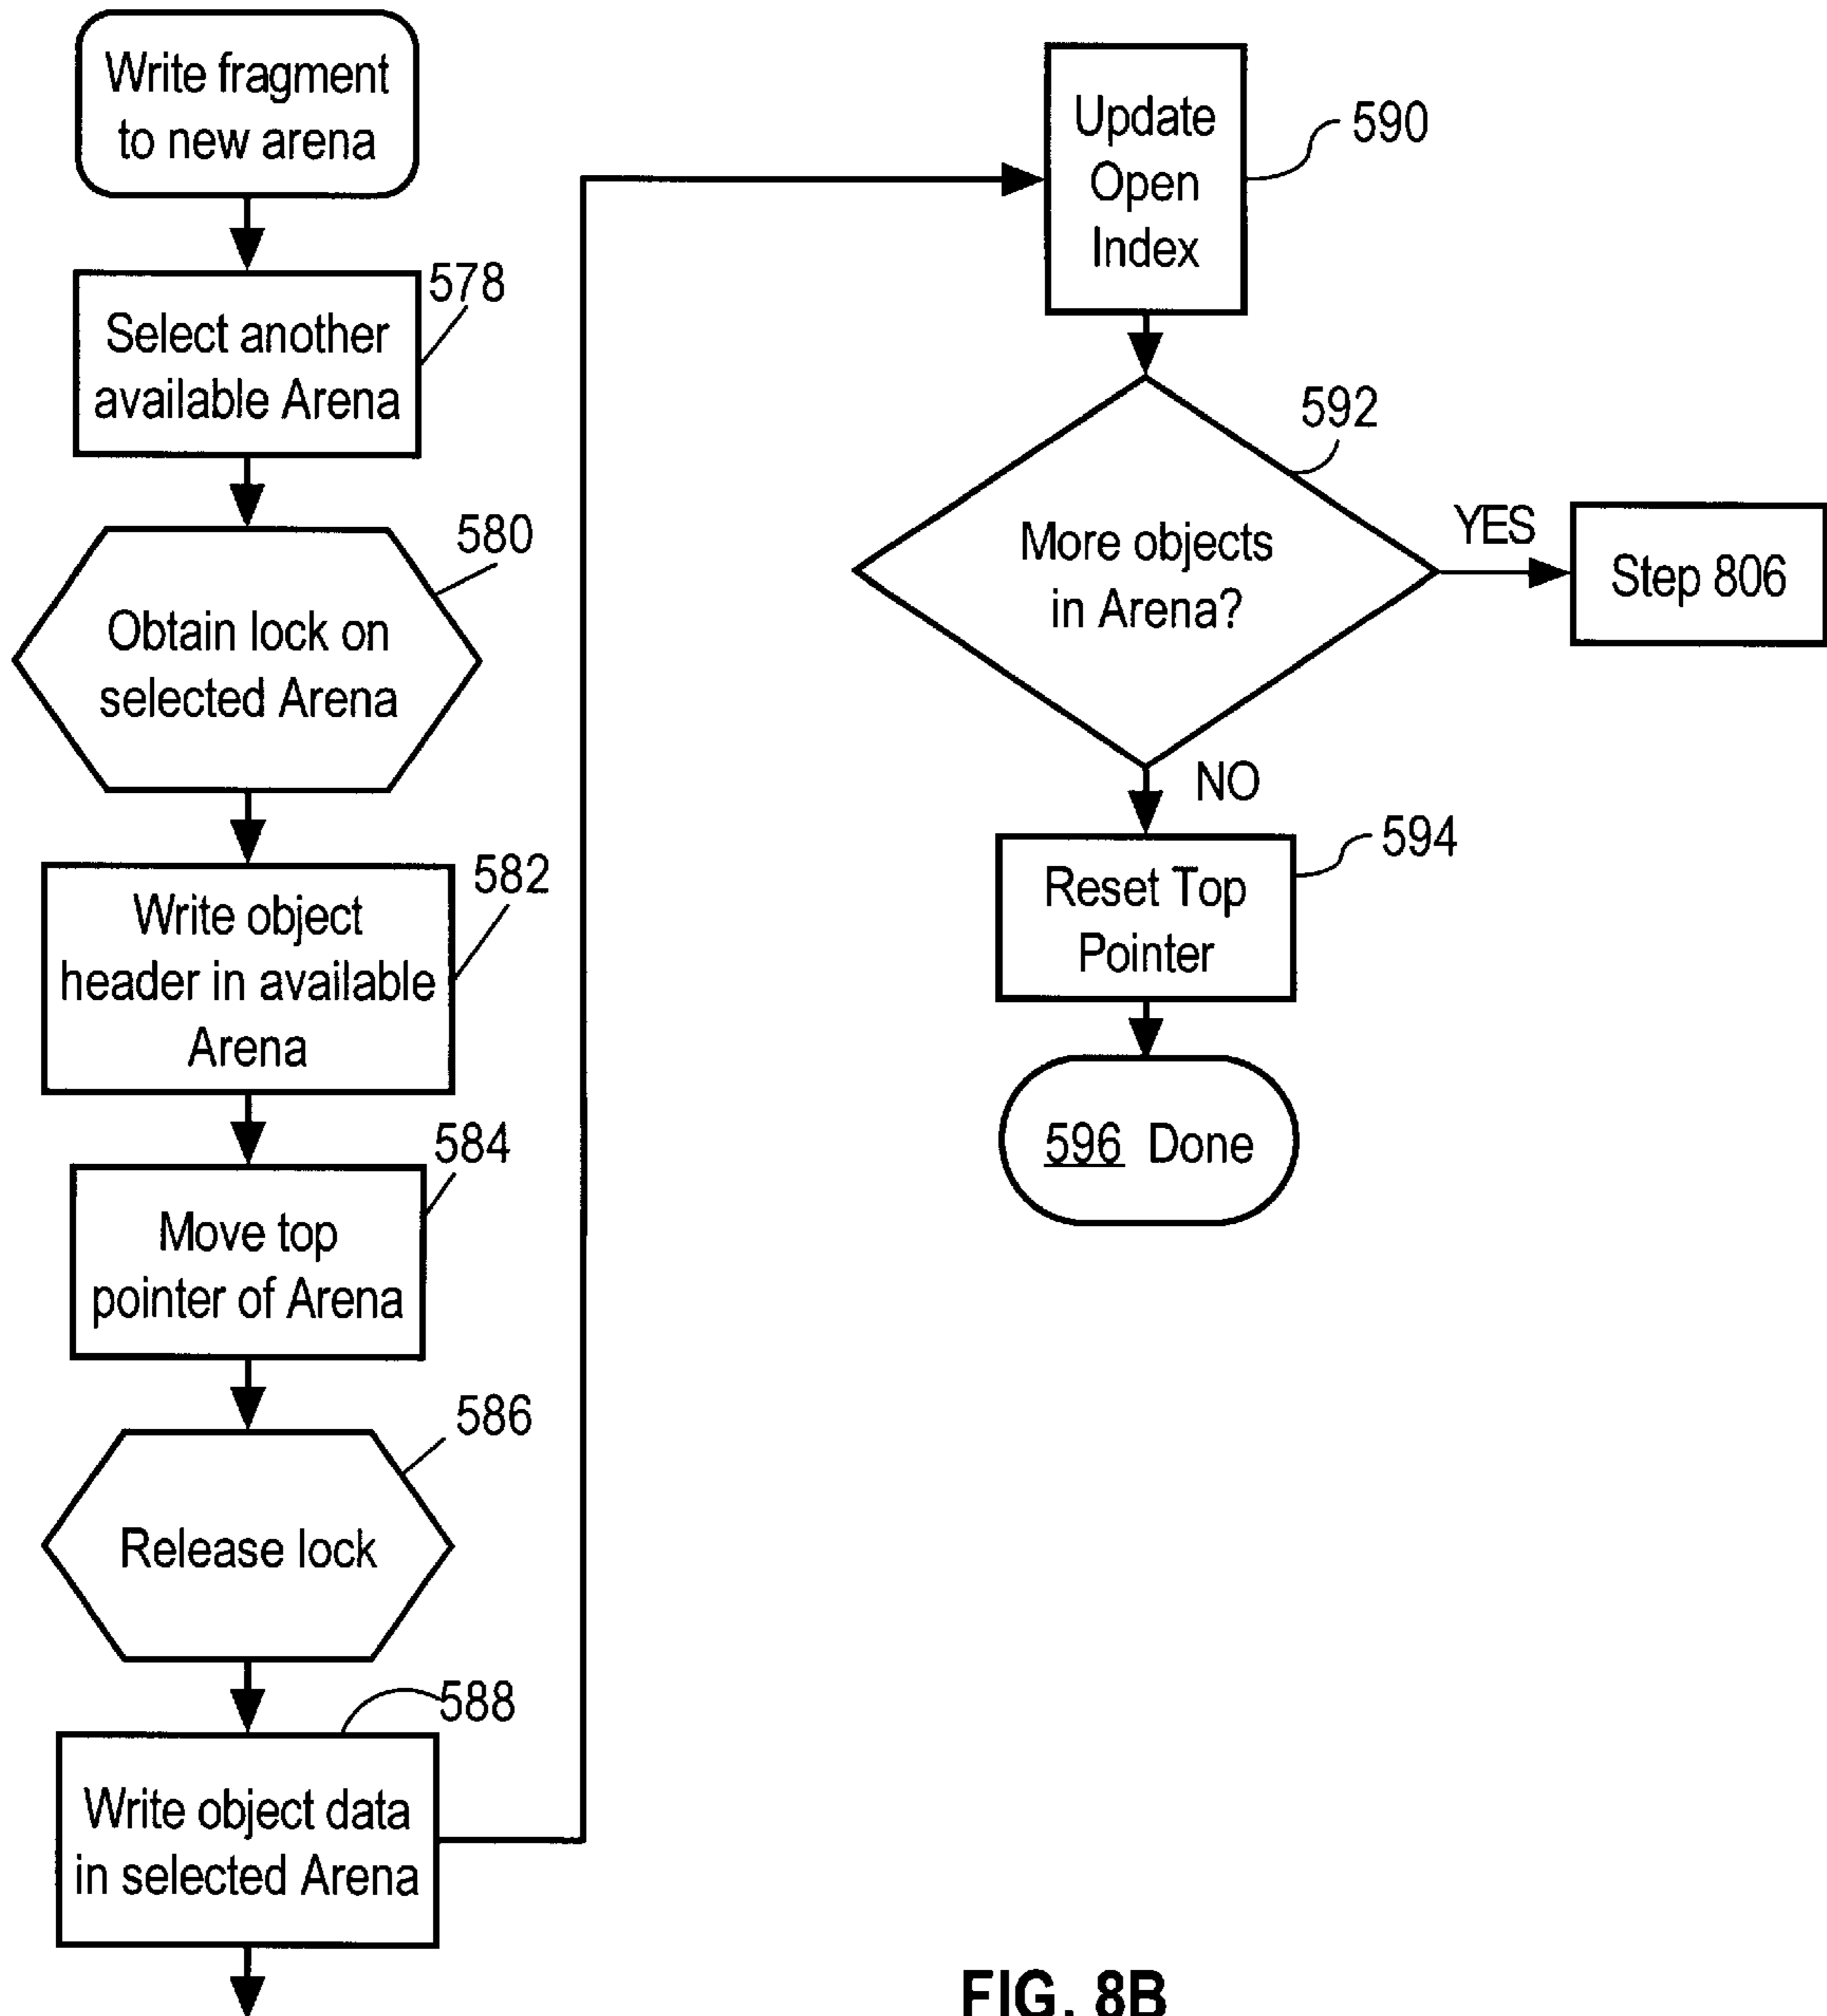 Write fragment
to new arena
578
Select another
available Arena
580
Obtain lock on
selected Arena
582
Write object
header in available
Arena
584
Move top
pointer of Arena
586
Release lock
588
Write object data
in selected Arena
Update
Open
Index
590
592
More objects
in Arena?
YES
Step 806
NO
594
Reset Top
Pointer
596 Done
FIG. 8B